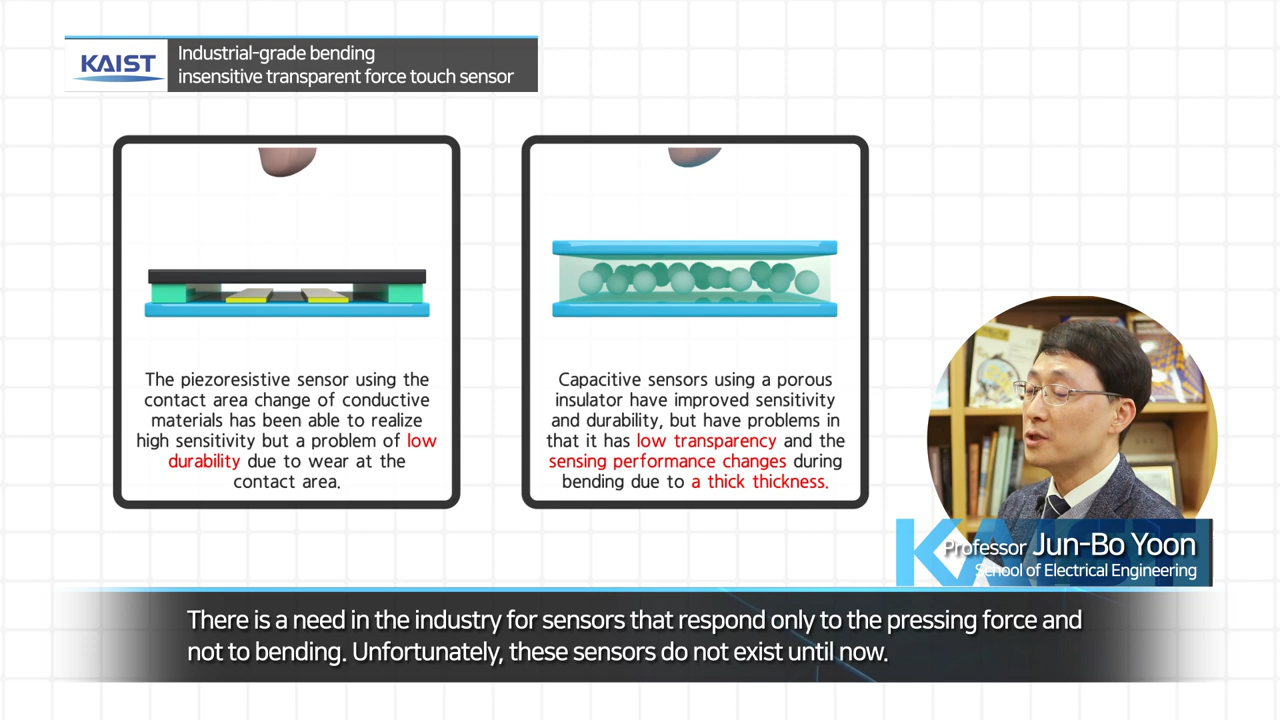 KAIST
Industrial-grade bending
insensitive transparent force touch sensor
The piezoresistive sensor using the
contact area change of conductive
materials has been able to realize
high sensitivity but a problem of low
durability due to wear at the
contact area.
Capacitive sensors using a porous
insulator have improved sensitivity
and durability, but have problems in
that it has low transparency and the
sensing performance changes during
bending due to a thick thickness.
KAIST
Professor Jun-Bo Yoon
School of Electrical Engineering
There is a need in the industry for sensors that respond only to the pressing force and
not to bending. Unfortunately, these sensors do not exist until now.